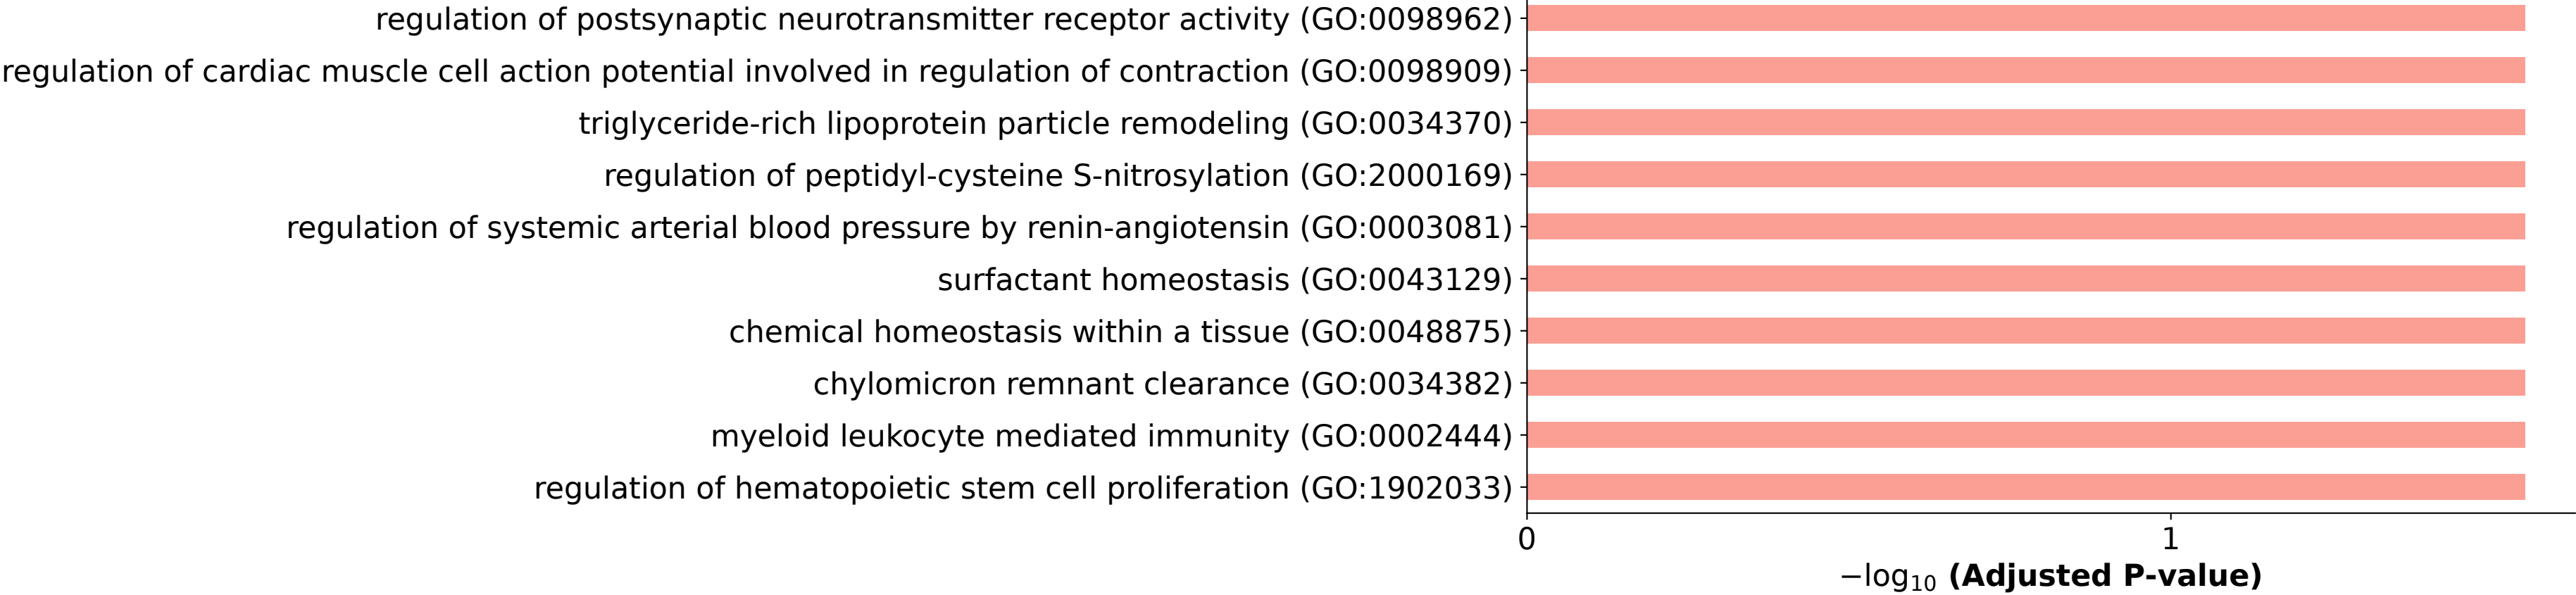 regulation of postsynaptic neurotransmitter receptor activity (GO:0098962)
regulation of cardiac muscle cell action potential involved in regulation of contraction (GO:0098909)
triglyceride-rich lipoprotein particle remodeling (GO:0034370)
regulation of peptidyl-cysteine S-nitrosylation (GO:2000169)
regulation of systemic arterial blood pressure by renin-angiotensin (GO:0003081)
surfactant homeostasis (GO:0043129)
chemical homeostasis within a tissue (GO:0048875)
chylomicron remnant clearance (GO:0034382)
myeloid leukocyte mediated immunity (GO:0002444)
regulation of hematopoietic stem cell proliferation (GO:1902033)
0 1
−log₁₀ (Adjusted P-value)